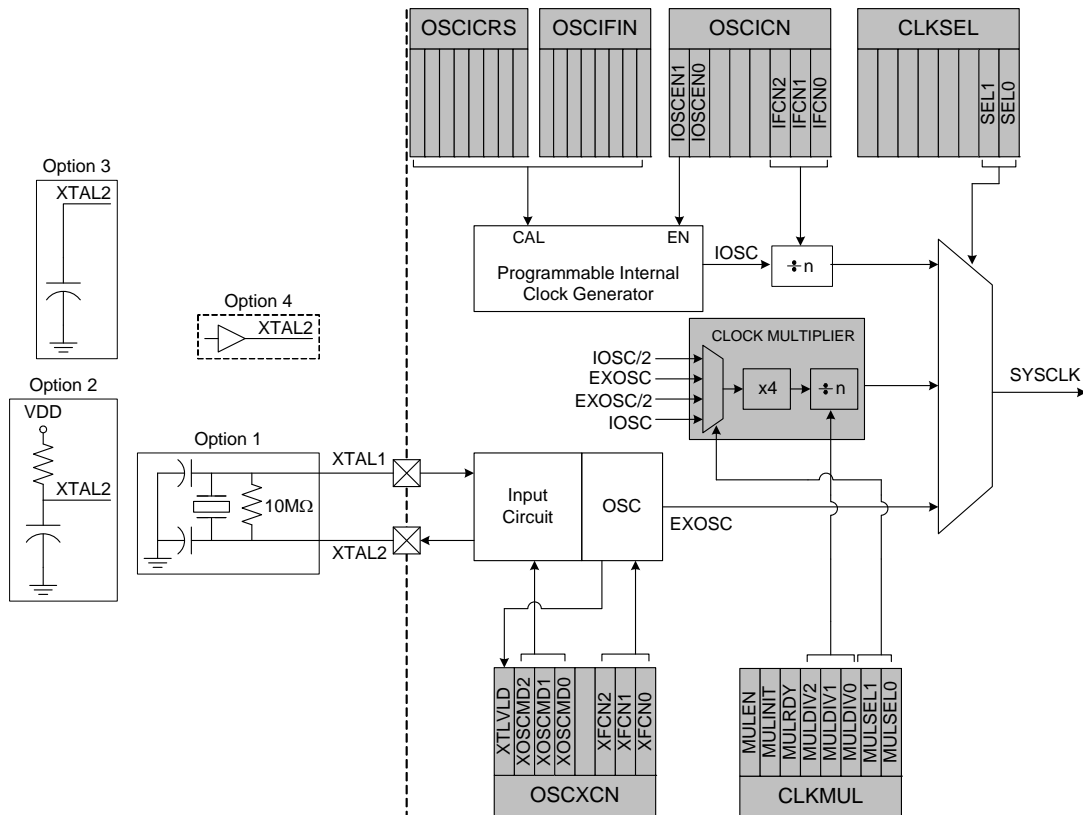 OSCICRS
OSCIFIN
OSCICN
CLKSEL
IOSCEN1
IOSCEN0
IFCN2
IFCN1
IFCN0
SEL1
SEL0
Option 3
XTAL2
CAL
EN
Programmable Internal
Clock Generator
IOSC
÷n
Option 4
XTAL2
CLOCK MULTIPLIER
IOSC/2
EXOSC
EXOSC/2
IOSC
x4
÷n
SYSCLK
Option 2
VDD
XTAL2
Option 1
10MΩ
XTAL1
XTAL2
Input
Circuit
OSC
EXOSC
XTLVLD
XOSCMD2
XOSCMD1
XOSCMD0
XFCN2
XFCN1
XFCN0
OSCXCN
MULEN
MULINIT
MULRDY
MULDIV2
MULDIV1
MULDIV0
MULSEL1
MULSEL0
CLKMUL